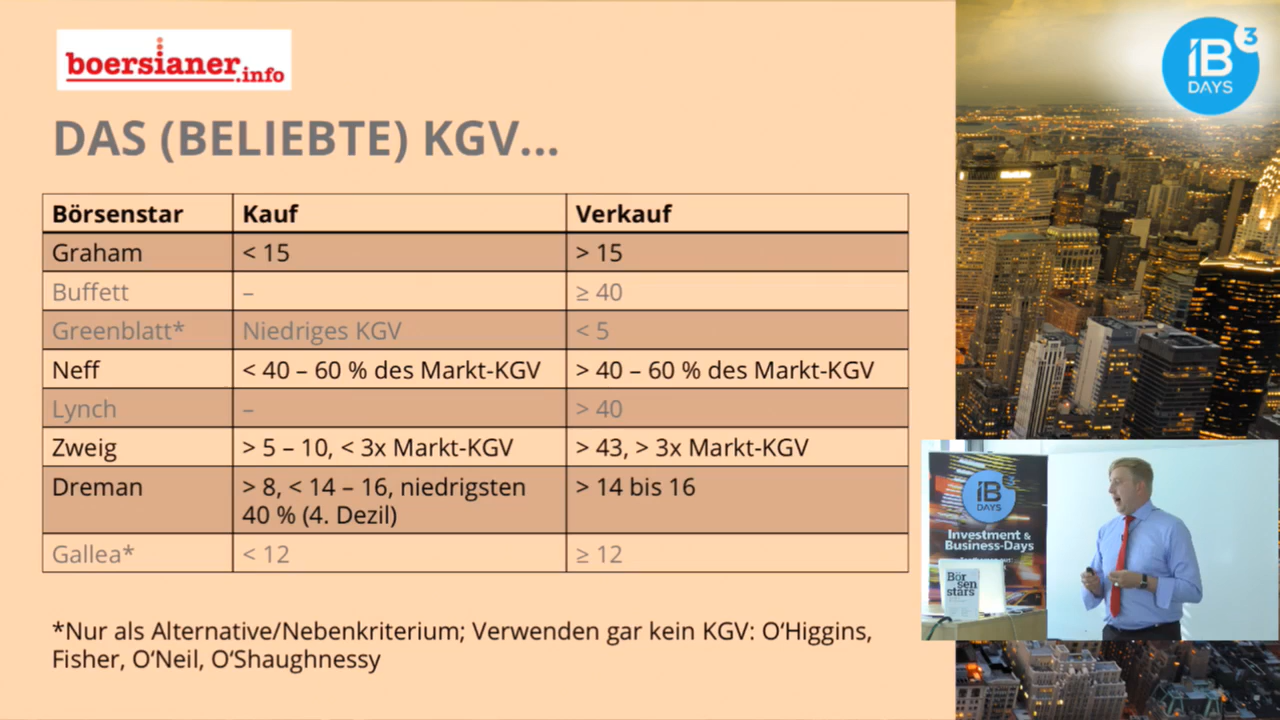 boersianer.info
iB3
DAYS
DAS (BELIEBTE) KGV...
Börsenstar Kauf Verkauf
Graham < 15 > 15
Buffett – ≥ 40
Greenblatt* Niedriges KGV < 5
Neff < 40 – 60 % des Markt-KGV > 40 – 60 % des Markt-KGV
Lynch – > 40
Zweig > 5 – 10, < 3x Markt-KGV > 43, > 3x Markt-KGV
Dreman > 8, < 14 – 16, niedrigsten > 14 bis 16
40 % (4. Dezil)
Gallea* < 12 ≥ 12
*Nur als Alternative/Nebenkriterium; Verwenden gar kein KGV: O‘Higgins,
Fisher, O‘Neil, O‘Shaughnessy
iB3
DAYS
Investment &
Business-Days
Bör
sen
stars